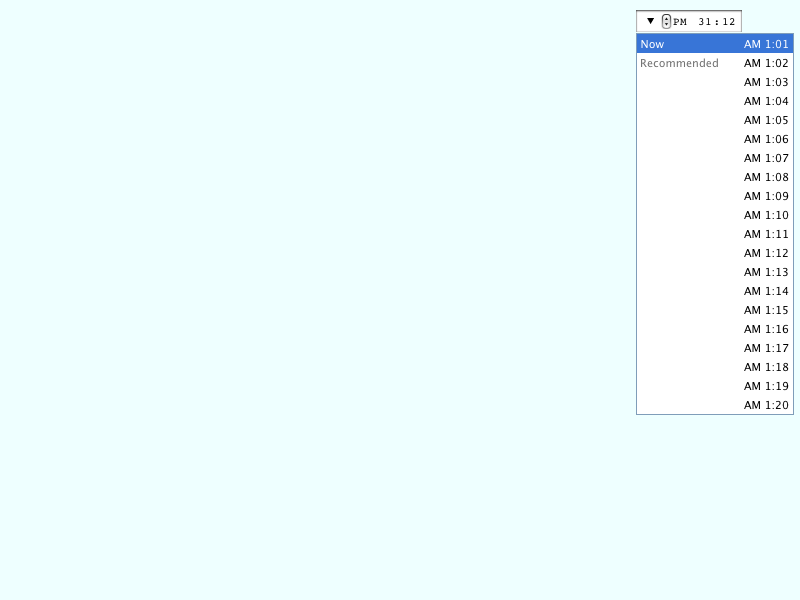 PM 31:12
Now AM 1:01
Recommended AM 1:02
AM 1:03
AM 1:04
AM 1:05
AM 1:06
AM 1:07
AM 1:08
AM 1:09
AM 1:10
AM 1:11
AM 1:12
AM 1:13
AM 1:14
AM 1:15
AM 1:16
AM 1:17
AM 1:18
AM 1:19
AM 1:20